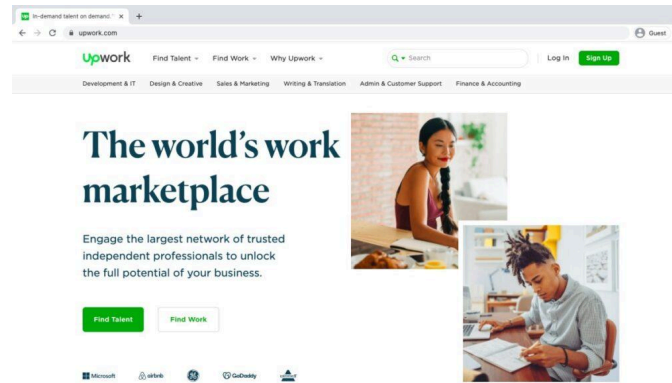 In-demand talent on demand.
upwork.com
Guest
Upwork
Find Talent
Find Work
Why Upwork
Search
Log In
Sign Up
Development & IT
Design & Creative
Sales & Marketing
Writing & Translation
Admin & Customer Support
Finance & Accounting
The world's work
marketplace
Engage the largest network of trusted
independent professionals to unlock
the full potential of your business.
Find Talent
Find Work
Microsoft
airbnb
GoDaddy